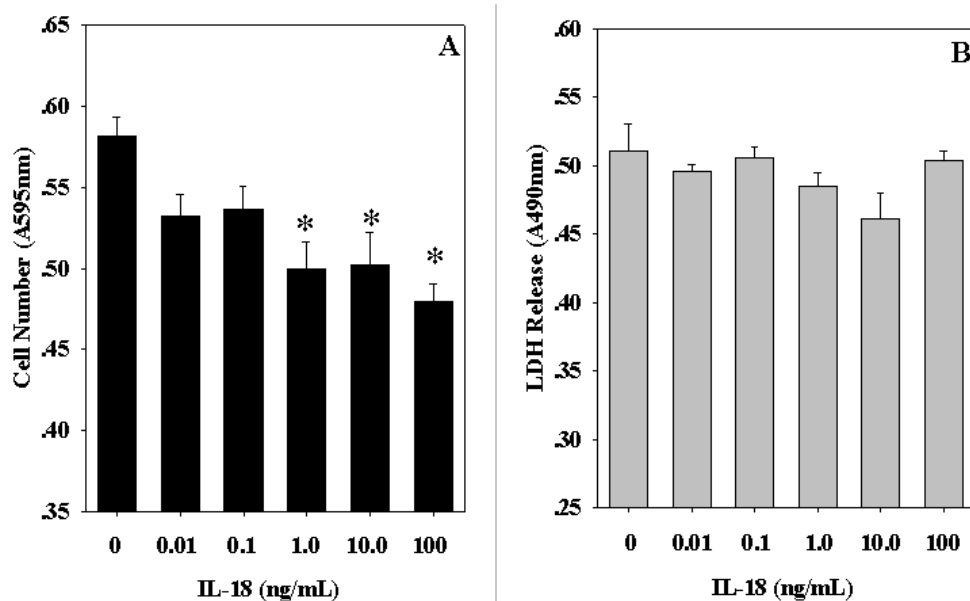 A
Cell Number (A595nm)
.65
.60
.55
.50
.45
.40
.35
* * *
0 0.01 0.1 1.0 10.0 100
IL-18 (ng/mL)
B
LDH Release (A490nm)
.60
.55
.50
.45
.40
.35
.30
.25
0 0.01 0.1 1.0 10.0 100
IL-18 (ng/mL)